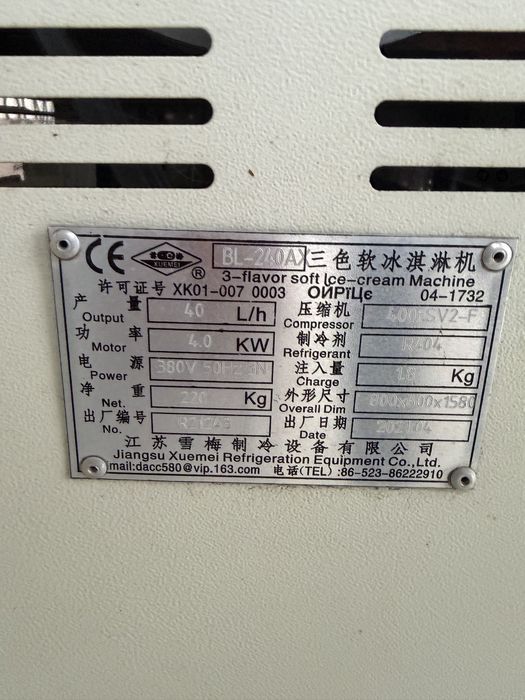 CE XUEMEI ® BL-240AX 三色软冰淇淋机
3-flavor soft Ice-cream Machine
许可证号 XK01-007 0003 ОИРЇЦє 04-1732
产量 Output 40 L/h 压缩机 Compressor
功率 Motor 4.0 KW 制冷剂 Refrigerant R404
电源 Power 380V 50HZ 3N 注入量 Charge Kg
净重 Net. 220 Kg 外形尺寸 Overall Dim
出厂编号 No. 出厂日期 Date 202104
江苏雪梅制冷设备有限公司
Jiangsu Xuemei Refrigeration Equipment Co.,Ltd.
mail:dacc580@vip.163.com 电话(TEL):86-523-86222910